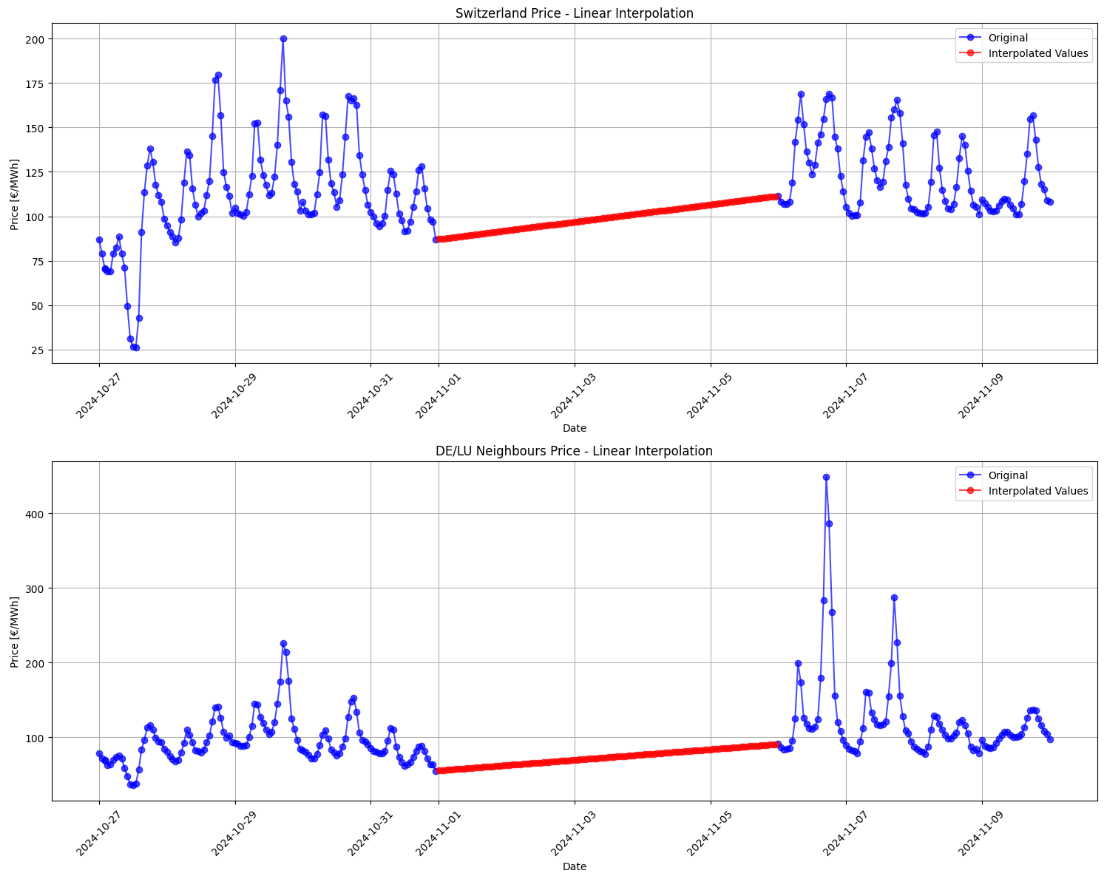 Switzerland Price - Linear Interpolation
Original
Interpolated Values
200
175
150
125
100
75
50
25
Price [€/MWh]
2024-10-27
2024-10-29
2024-10-31
2024-11-01
2024-11-03
2024-11-05
2024-11-07
2024-11-09
Date
DE/LU Neighbours Price - Linear Interpolation
Original
Interpolated Values
400
300
200
100
Price [€/MWh]
2024-10-27
2024-10-29
2024-10-31
2024-11-01
2024-11-03
2024-11-05
2024-11-07
2024-11-09
Date